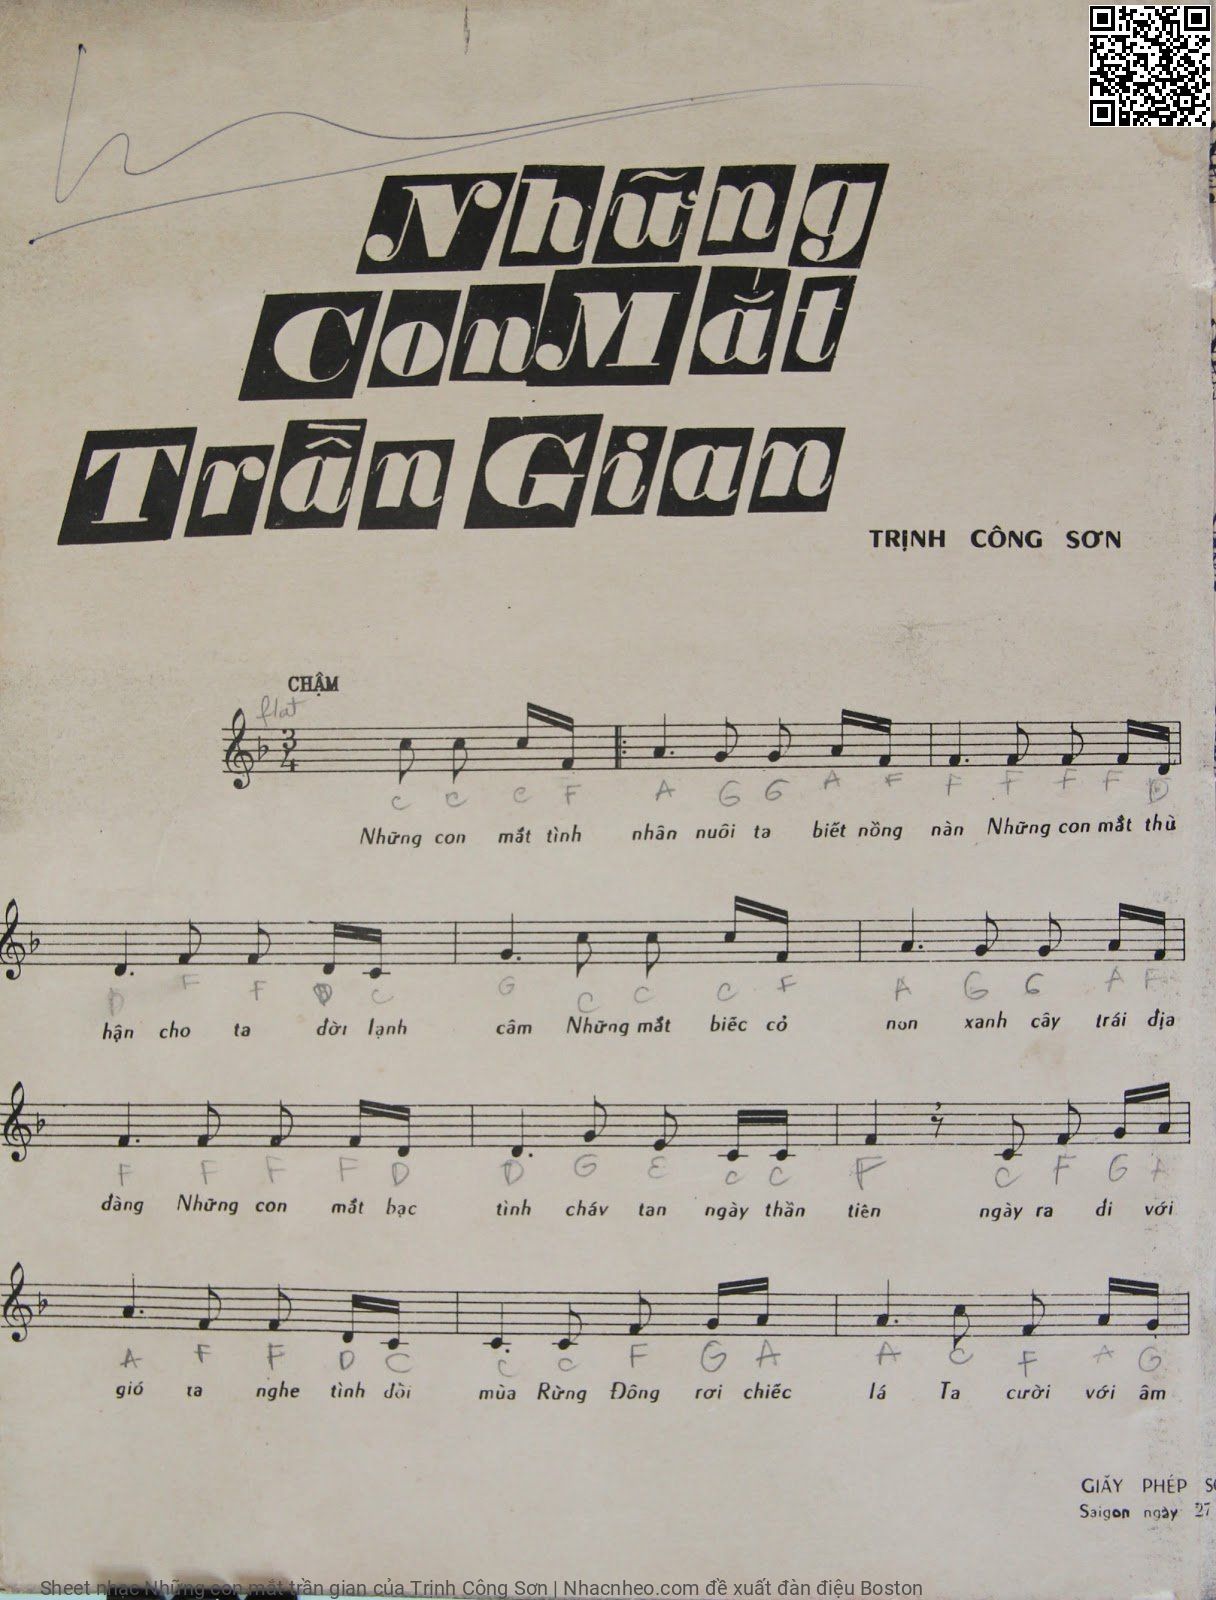 Những
Con Mắt
Trần Gian
TRỊNH CÔNG SƠN
CHẬM
flat
3
4
C C C F A G G A F F F F F D
Những con mắt tình nhân nuôi ta biết nồng nàn Những con mắt thù
D F F D C G C C C F A G G A F
hận cho ta đời lạnh câm Những mắt biếc cỏ non xanh cây trái địa
F F F F D D G E C C F C F G A
đàng Những con mắt bạc tình cháy tan ngày thần tiên ngày ra đi với
A F F D C C C F G A A C F A G
gió ta nghe tình đòi mùa Rừng Đông rơi chiếc lá Ta cười với âm
GIẤY PHÉP
Saigon ngày 27
Sheet nhạc Những con mắt trần gian của Trịnh Công Sơn | Nhacnheo.com đề xuất đàn điệu Boston